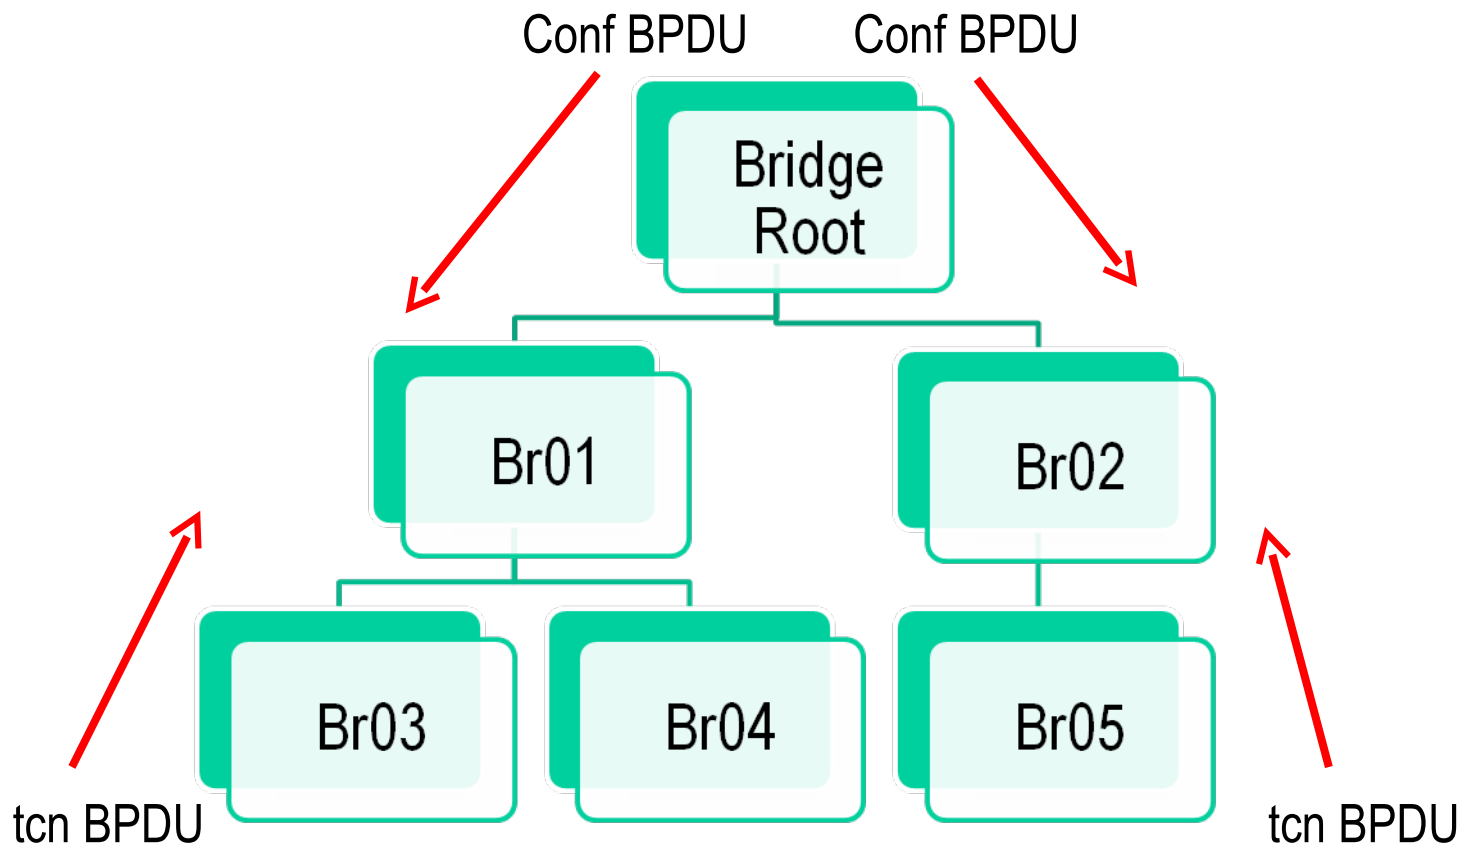 Conf BPDU
Conf BPDU
Bridge
Root
Br01
Br02
Br03
Br04
Br05
tcn BPDU
tcn BPDU